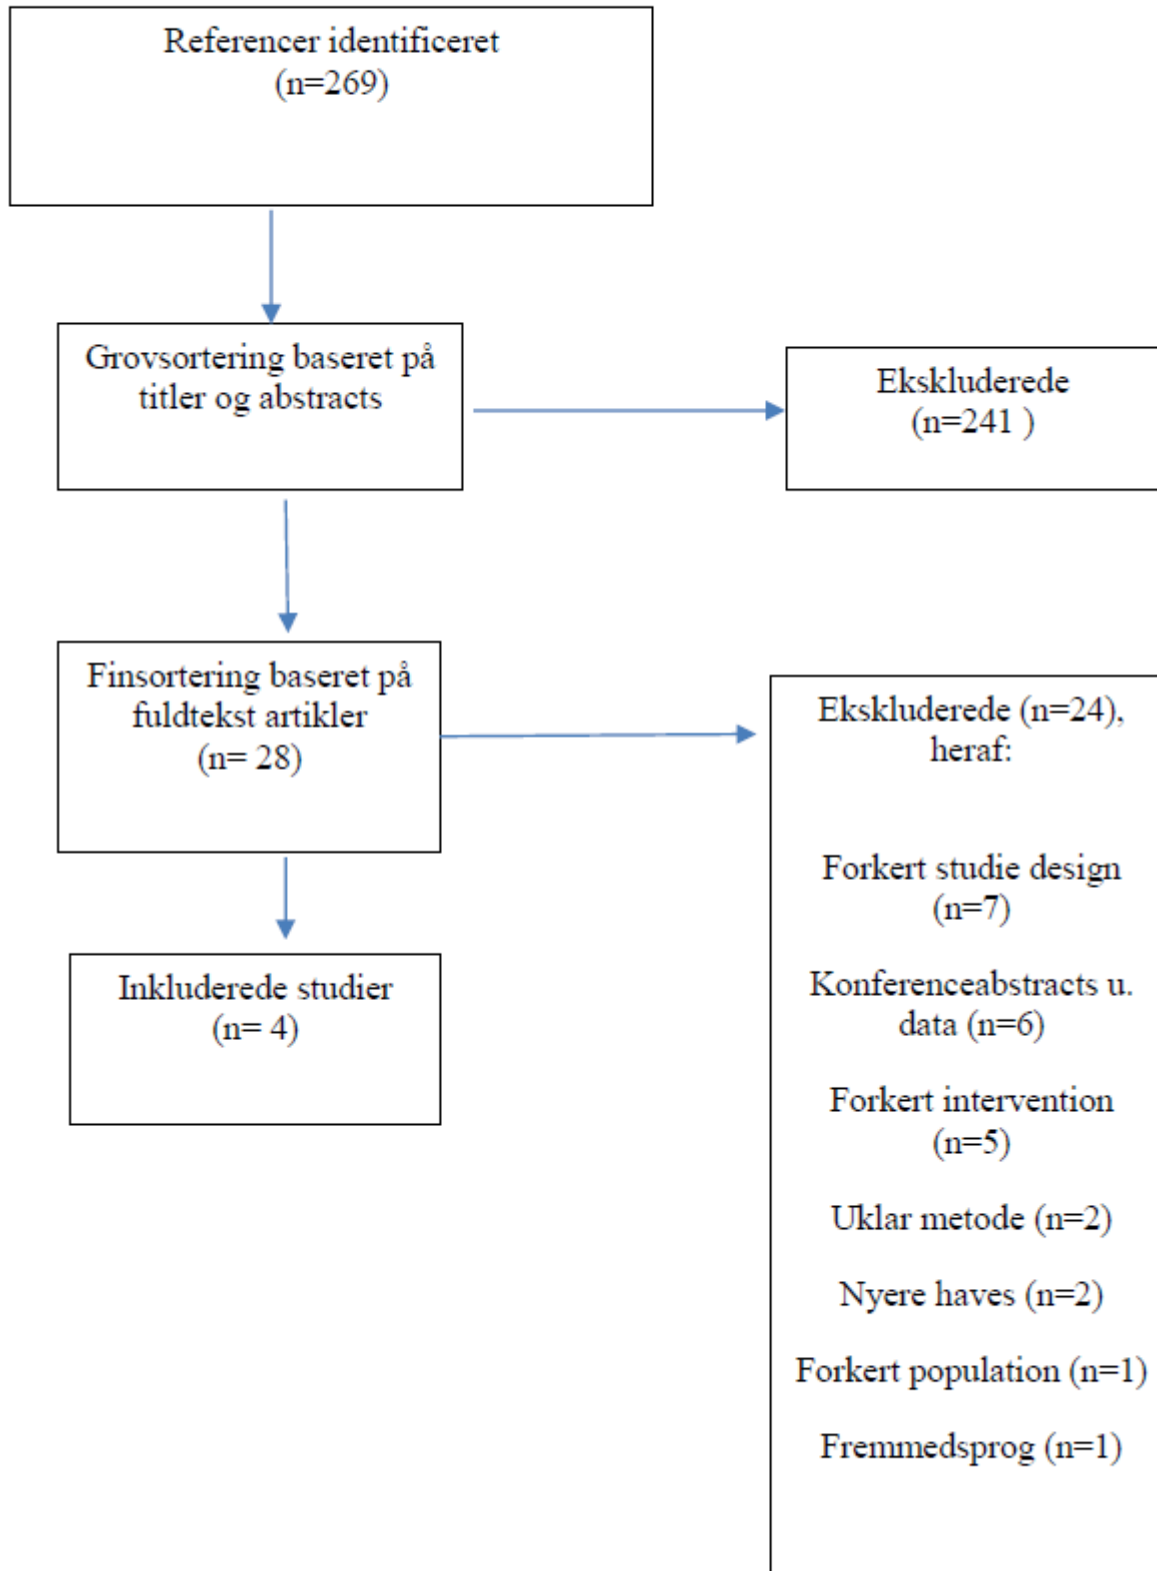 Referencer identificeret
(n=269)
Grovsortering baseret på
titler og abstracts
Ekskluderede
(n=241 )
Finsortering baseret på
fuldtekst artikler
(n= 28)
Ekskluderede (n=24),
heraf:
Forkert studie design
(n=7)
Konferenceabstracts u.
data (n=6)
Forkert intervention
(n=5)
Uklar metode (n=2)
Nyere haves (n=2)
Forkert population (n=1)
Fremmedsprog (n=1)
Inkluderede studier
(n= 4)